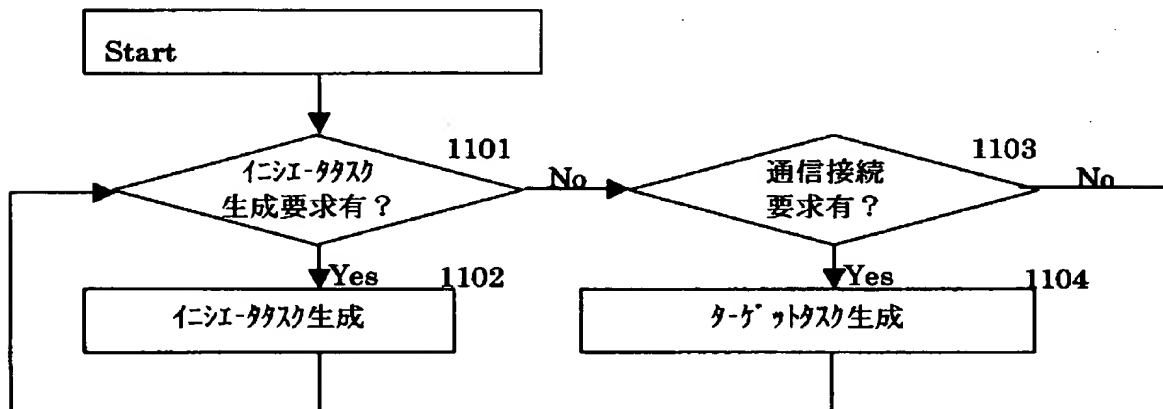 Start
1101
ｲﾆｼｴｰﾀﾀｽｸ
生成要求有？
No
1103
通信接続
要求有？
No
Yes
1102
ｲﾆｼｴｰﾀﾀｽｸ生成
Yes
1104
ﾀｰｹﾞｯﾄﾀｽｸ生成